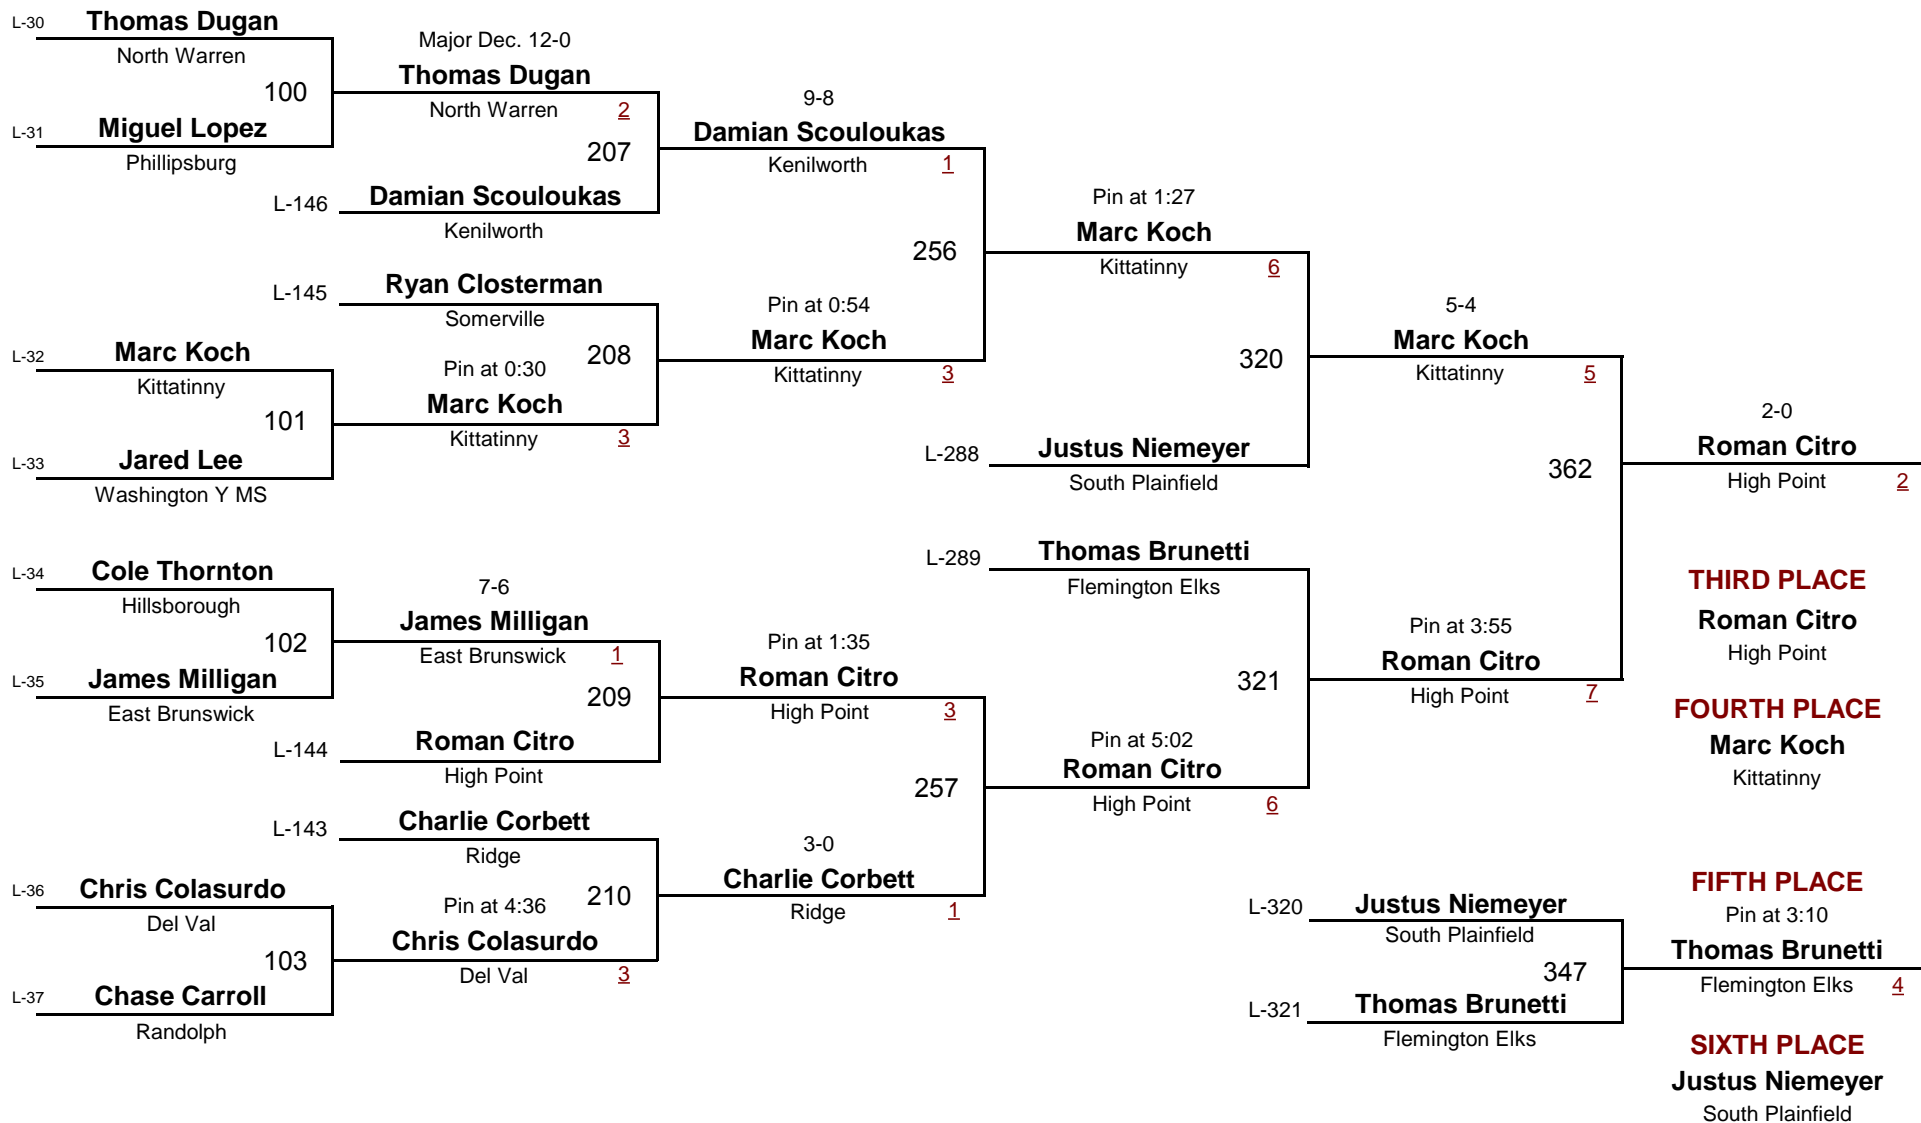 L-30 Thomas Dugan
North Warren
100
L-31 Miguel Lopez
Phillipsburg
Major Dec. 12-0
Thomas Dugan
North Warren 2
207
L-146 Damian Scouloukas
Kenilworth
9-8
Damian Scouloukas
Kenilworth 1
L-145 Ryan Closterman
Somerville
208
L-32 Marc Koch
Kittatinny
101
L-33 Jared Lee
Washington Y MS
Pin at 0:30
Marc Koch
Kittatinny 3
Pin at 0:54
Marc Koch
Kittatinny 3
256
Pin at 1:27
Marc Koch
Kittatinny 6
320
L-288 Justus Niemeyer
South Plainfield
5-4
Marc Koch
Kittatinny 5
362
2-0
Roman Citro
High Point 2
L-34 Cole Thornton
Hillsborough
102
L-35 James Milligan
East Brunswick
7-6
James Milligan
East Brunswick 1
209
L-144 Roman Citro
High Point
Pin at 1:35
Roman Citro
High Point 3
257
L-143 Charlie Corbett
Ridge
210
L-36 Chris Colasurdo
Del Val
103
L-37 Chase Carroll
Randolph
Pin at 4:36
Chris Colasurdo
Del Val 3
3-0
Charlie Corbett
Ridge 1
L-289 Thomas Brunetti
Flemington Elks
321
Pin at 5:02
Roman Citro
High Point 6
Pin at 3:55
Roman Citro
High Point 7
THIRD PLACE
Roman Citro
High Point
FOURTH PLACE
Marc Koch
Kittatinny
L-320 Justus Niemeyer
South Plainfield
347
L-321 Thomas Brunetti
Flemington Elks
FIFTH PLACE
Pin at 3:10
Thomas Brunetti
Flemington Elks 4
SIXTH PLACE
Justus Niemeyer
South Plainfield